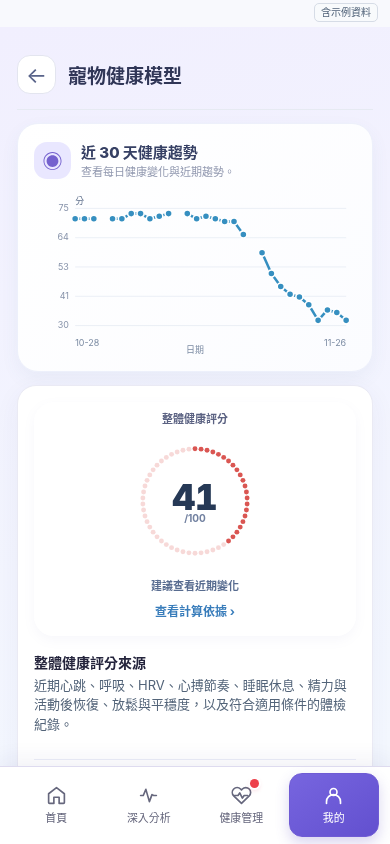 含示例資料
寵物健康模型
近 30 天健康趨勢
查看每日健康變化與近期趨勢。
分
75
64
53
41
30
10-28
11-26
日期
整體健康評分
41
/100
建議查看近期變化
查看計算依據 ›
整體健康評分來源
近期心跳、呼吸、HRV、心搏節奏、睡眠休息、精力與
活動後恢復、放鬆與平穩度，以及符合適用條件的體檢
紀錄。
首頁
深入分析
健康管理
我的